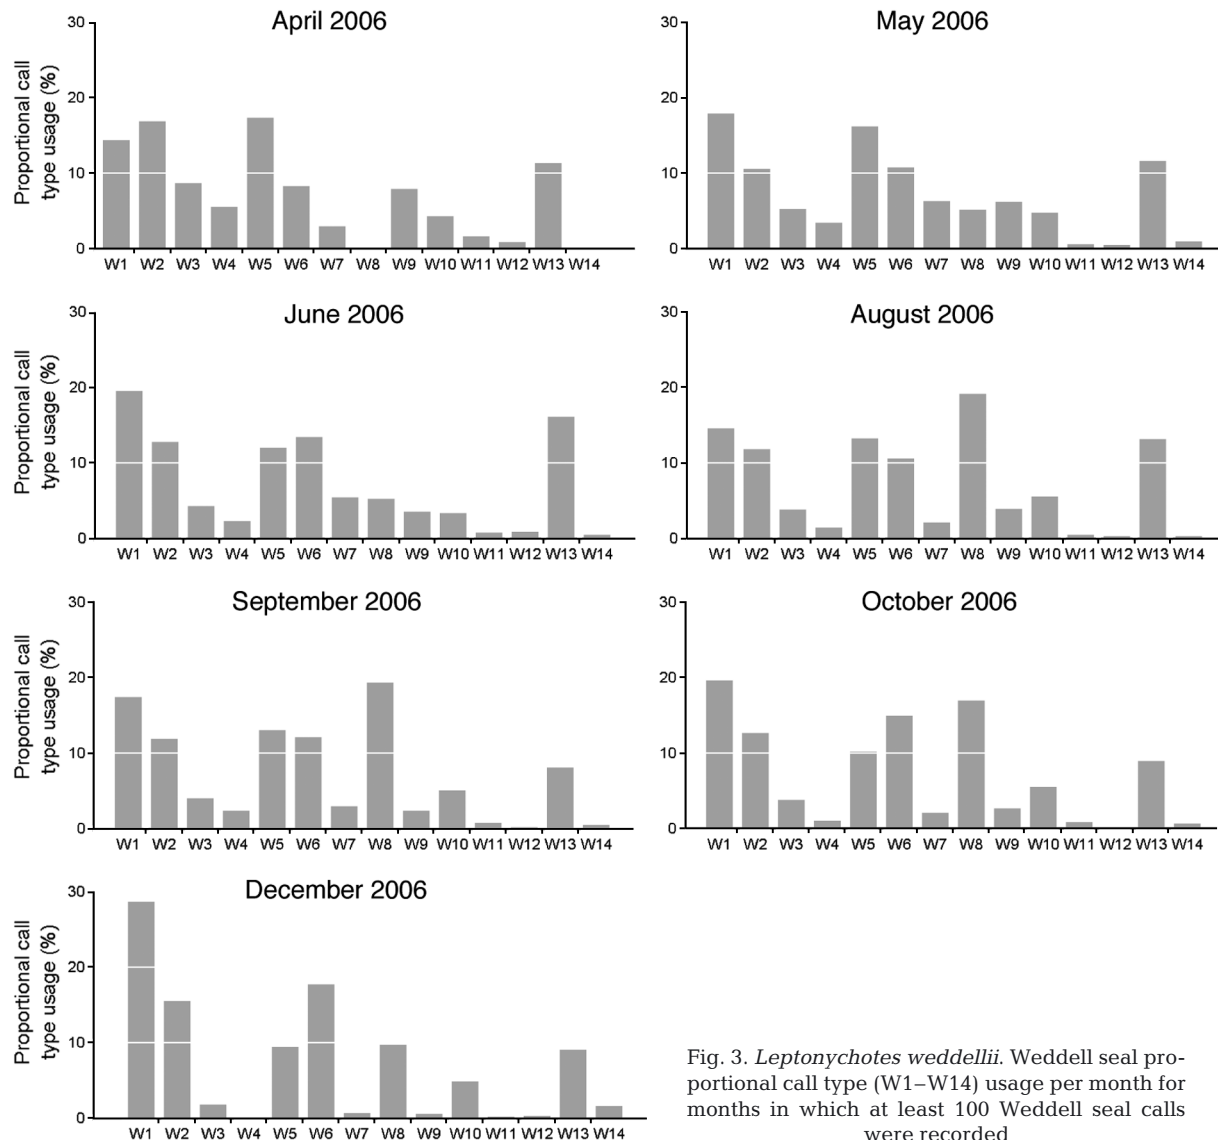 April 2006
30
20
10
0
Proportional call
type usage (%)
W1 W2 W3 W4 W5 W6 W7 W8 W9 W10 W11 W12 W13 W14
May 2006
30
20
10
0
W1 W2 W3 W4 W5 W6 W7 W8 W9 W10 W11 W12 W13 W14
June 2006
30
20
10
0
Proportional call
type usage (%)
W1 W2 W3 W4 W5 W6 W7 W8 W9 W10 W11 W12 W13 W14
August 2006
30
20
10
0
W1 W2 W3 W4 W5 W6 W7 W8 W9 W10 W11 W12 W13 W14
September 2006
30
20
10
0
Proportional call
type usage (%)
W1 W2 W3 W4 W5 W6 W7 W8 W9 W10 W11 W12 W13 W14
October 2006
30
20
10
0
W1 W2 W3 W4 W5 W6 W7 W8 W9 W10 W11 W12 W13 W14
December 2006
30
20
10
0
Proportional call
type usage (%)
W1 W2 W3 W4 W5 W6 W7 W8 W9 W10 W11 W12 W13 W14
Fig. 3. Leptonychotes weddellii. Weddell seal pro-
portional call type (W1–W14) usage per month for
months in which at least 100 Weddell seal calls
were recorded